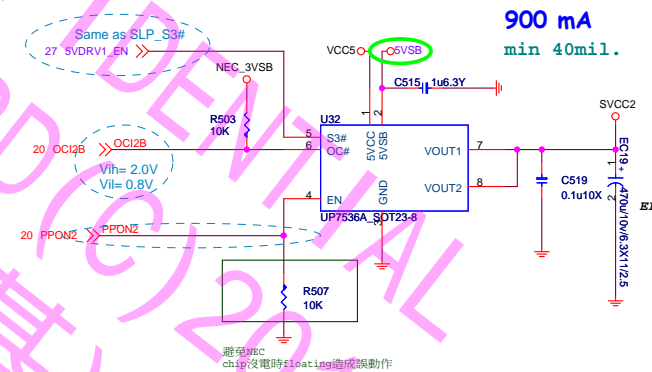 900 mA
min 40mil.
Same as SLP_S3#
27 5VDRV1_EN
VCC5
5VSB
NEC_3VSB
C515 1u6.3Y
SVCC2
R503
10K
U32
1
2
5VCC
5VSB
5
S3#
6
OC#
20 OCI2B
OCI2B
Vih= 2.0V
Vil= 0.8V
VOUT1
7
VOUT2
8
C519
0.1u10X
EC19
+
1
2
470u/10v/6.3X11/2.5
4
EN
GND
3
UP7536A_SOT23-8
20 PPON2
PPON2
R507
10K
避免NEC
chip沒電時floating造成誤動作